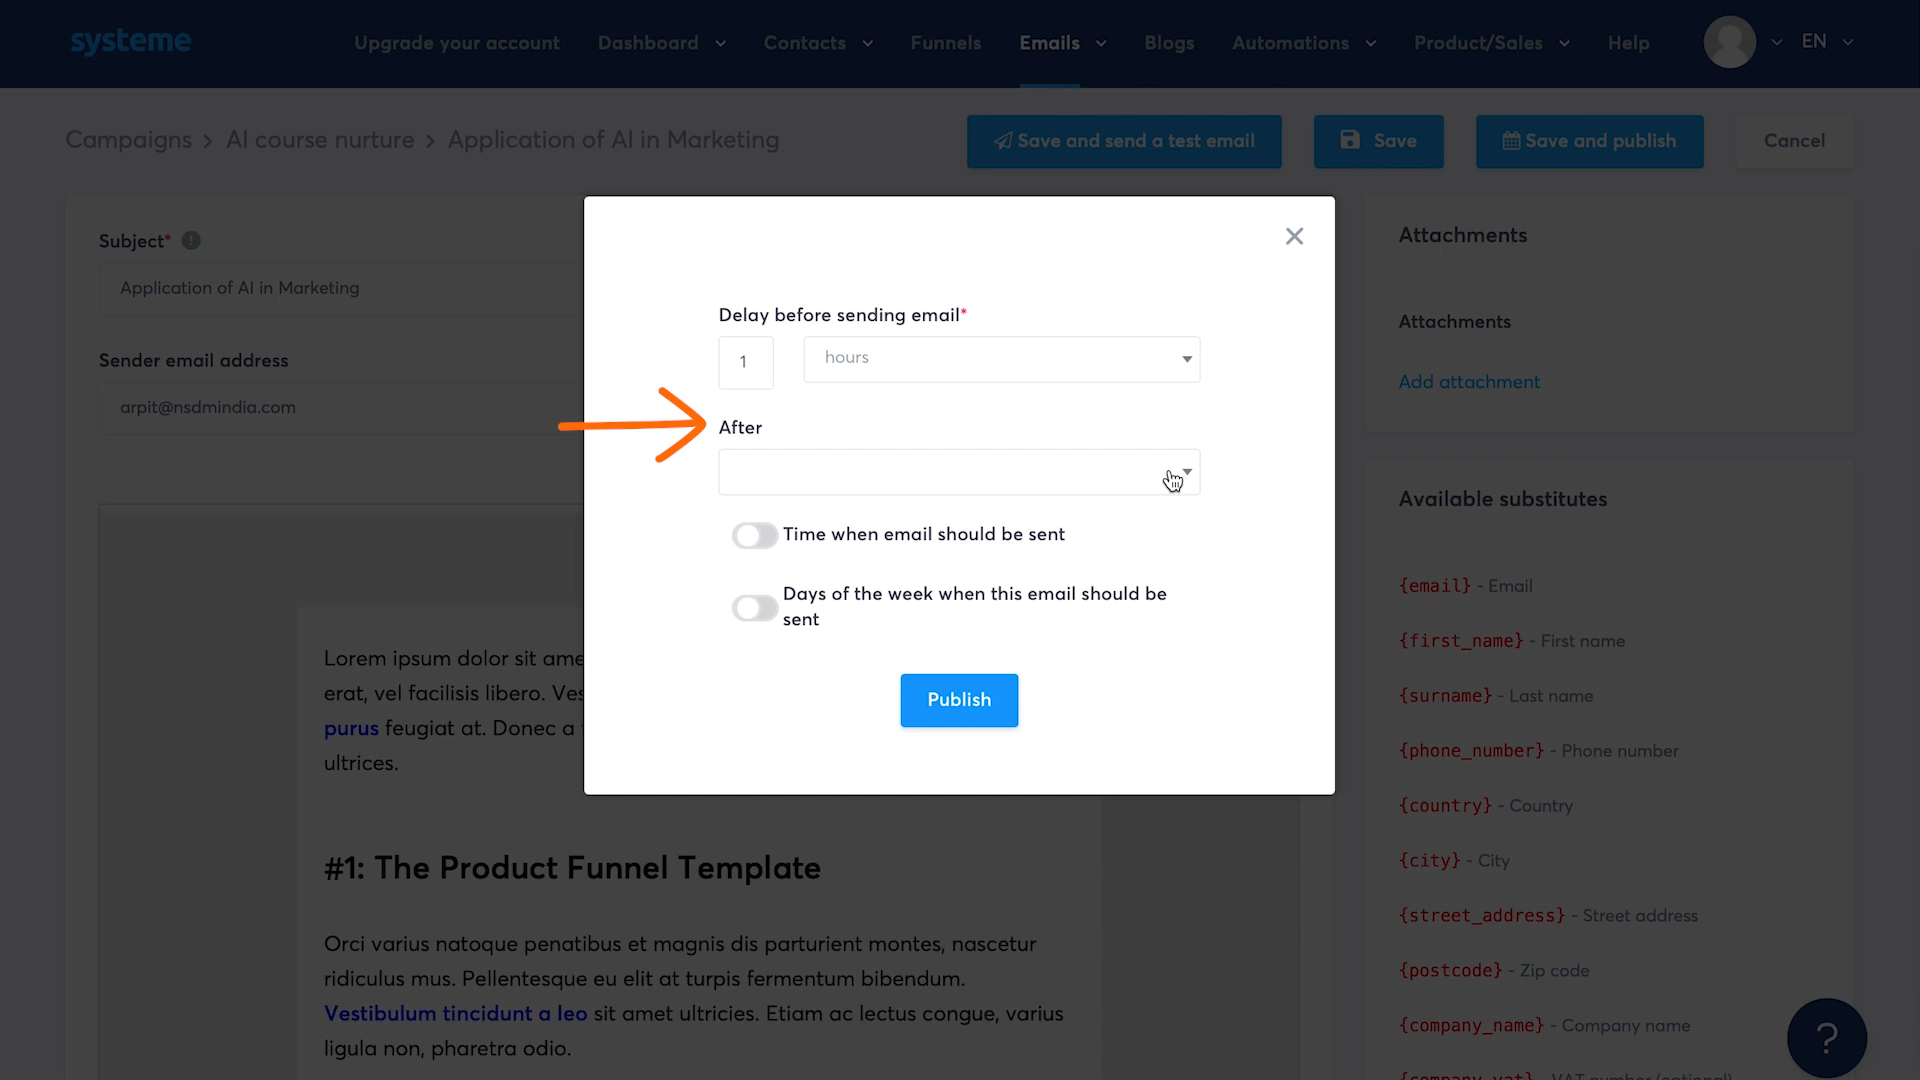 systeme
Upgrade your account
Dashboard
Contacts
Funnels
Emails
Blogs
Automations
Product/Sales
Help
EN
Campaigns > AI course nurture > Application of AI in Marketing
Save and send a test email
Save
Save and publish
Cancel
Subject* !
Application of AI in Marketing
Sender email address
arpit@nsdmindia.com
Delay before sending email*
1
hours
After
Time when email should be sent
Days of the week when this email should be
sent
Publish
Lorem ipsum dolor sit ame
erat, vel facilisis libero. Ves
purus feugiat at. Donec a
ultrices.
#1: The Product Funnel Template
Orci varius natoque penatibus et magnis dis parturient montes, nascetur
ridiculus mus. Pellentesque eu elit at turpis fermentum bibendum.
Vestibulum tincidunt a leo sit amet ultricies. Etiam ac lectus congue, varius
ligula non, pharetra odio.
Attachments
Attachments
Add attachment
Available substitutes
{email} - Email
{first_name} - First name
{surname} - Last name
{phone_number} - Phone number
{country} - Country
{city} - City
{street_address} - Street address
{postcode} - Zip code
{company_name} - Company name
{company_vat} - VAT number (optional)
?